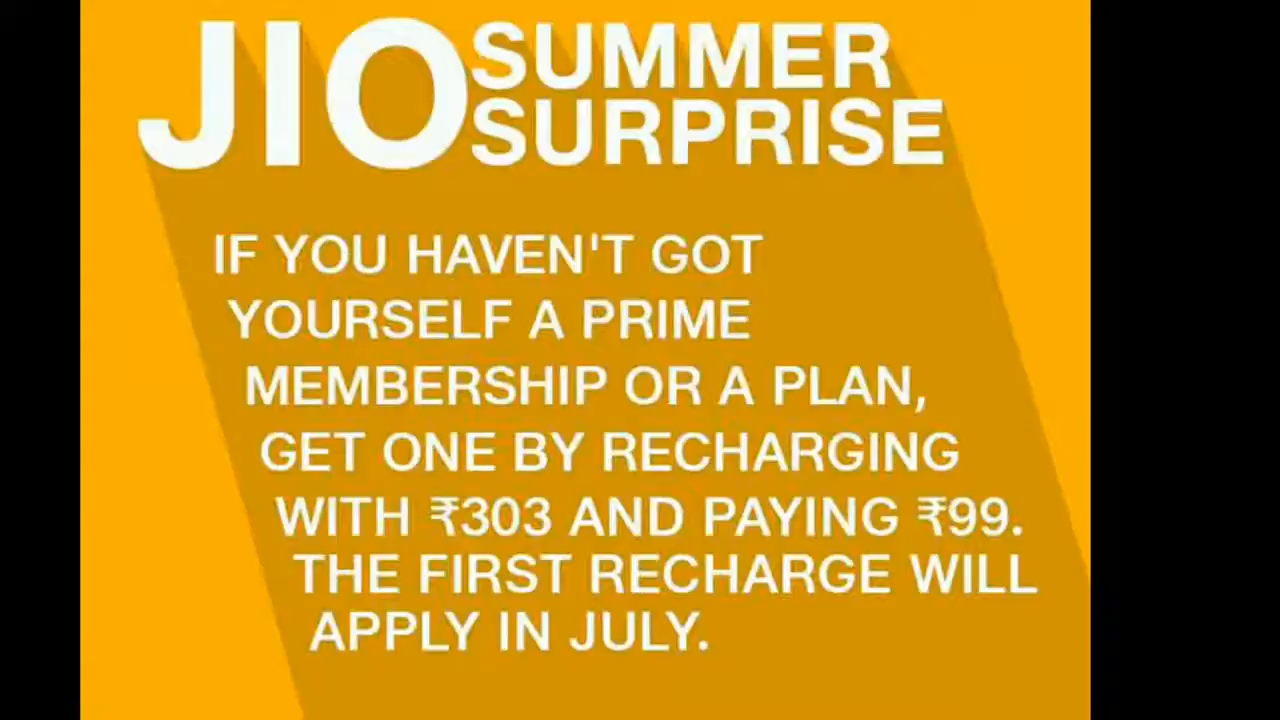 JIO SUMMER
SURPRISE
IF YOU HAVEN'T GOT
YOURSELF A PRIME
MEMBERSHIP OR A PLAN,
GET ONE BY RECHARGING
WITH ₹303 AND PAYING ₹99.
THE FIRST RECHARGE WILL
APPLY IN JULY.